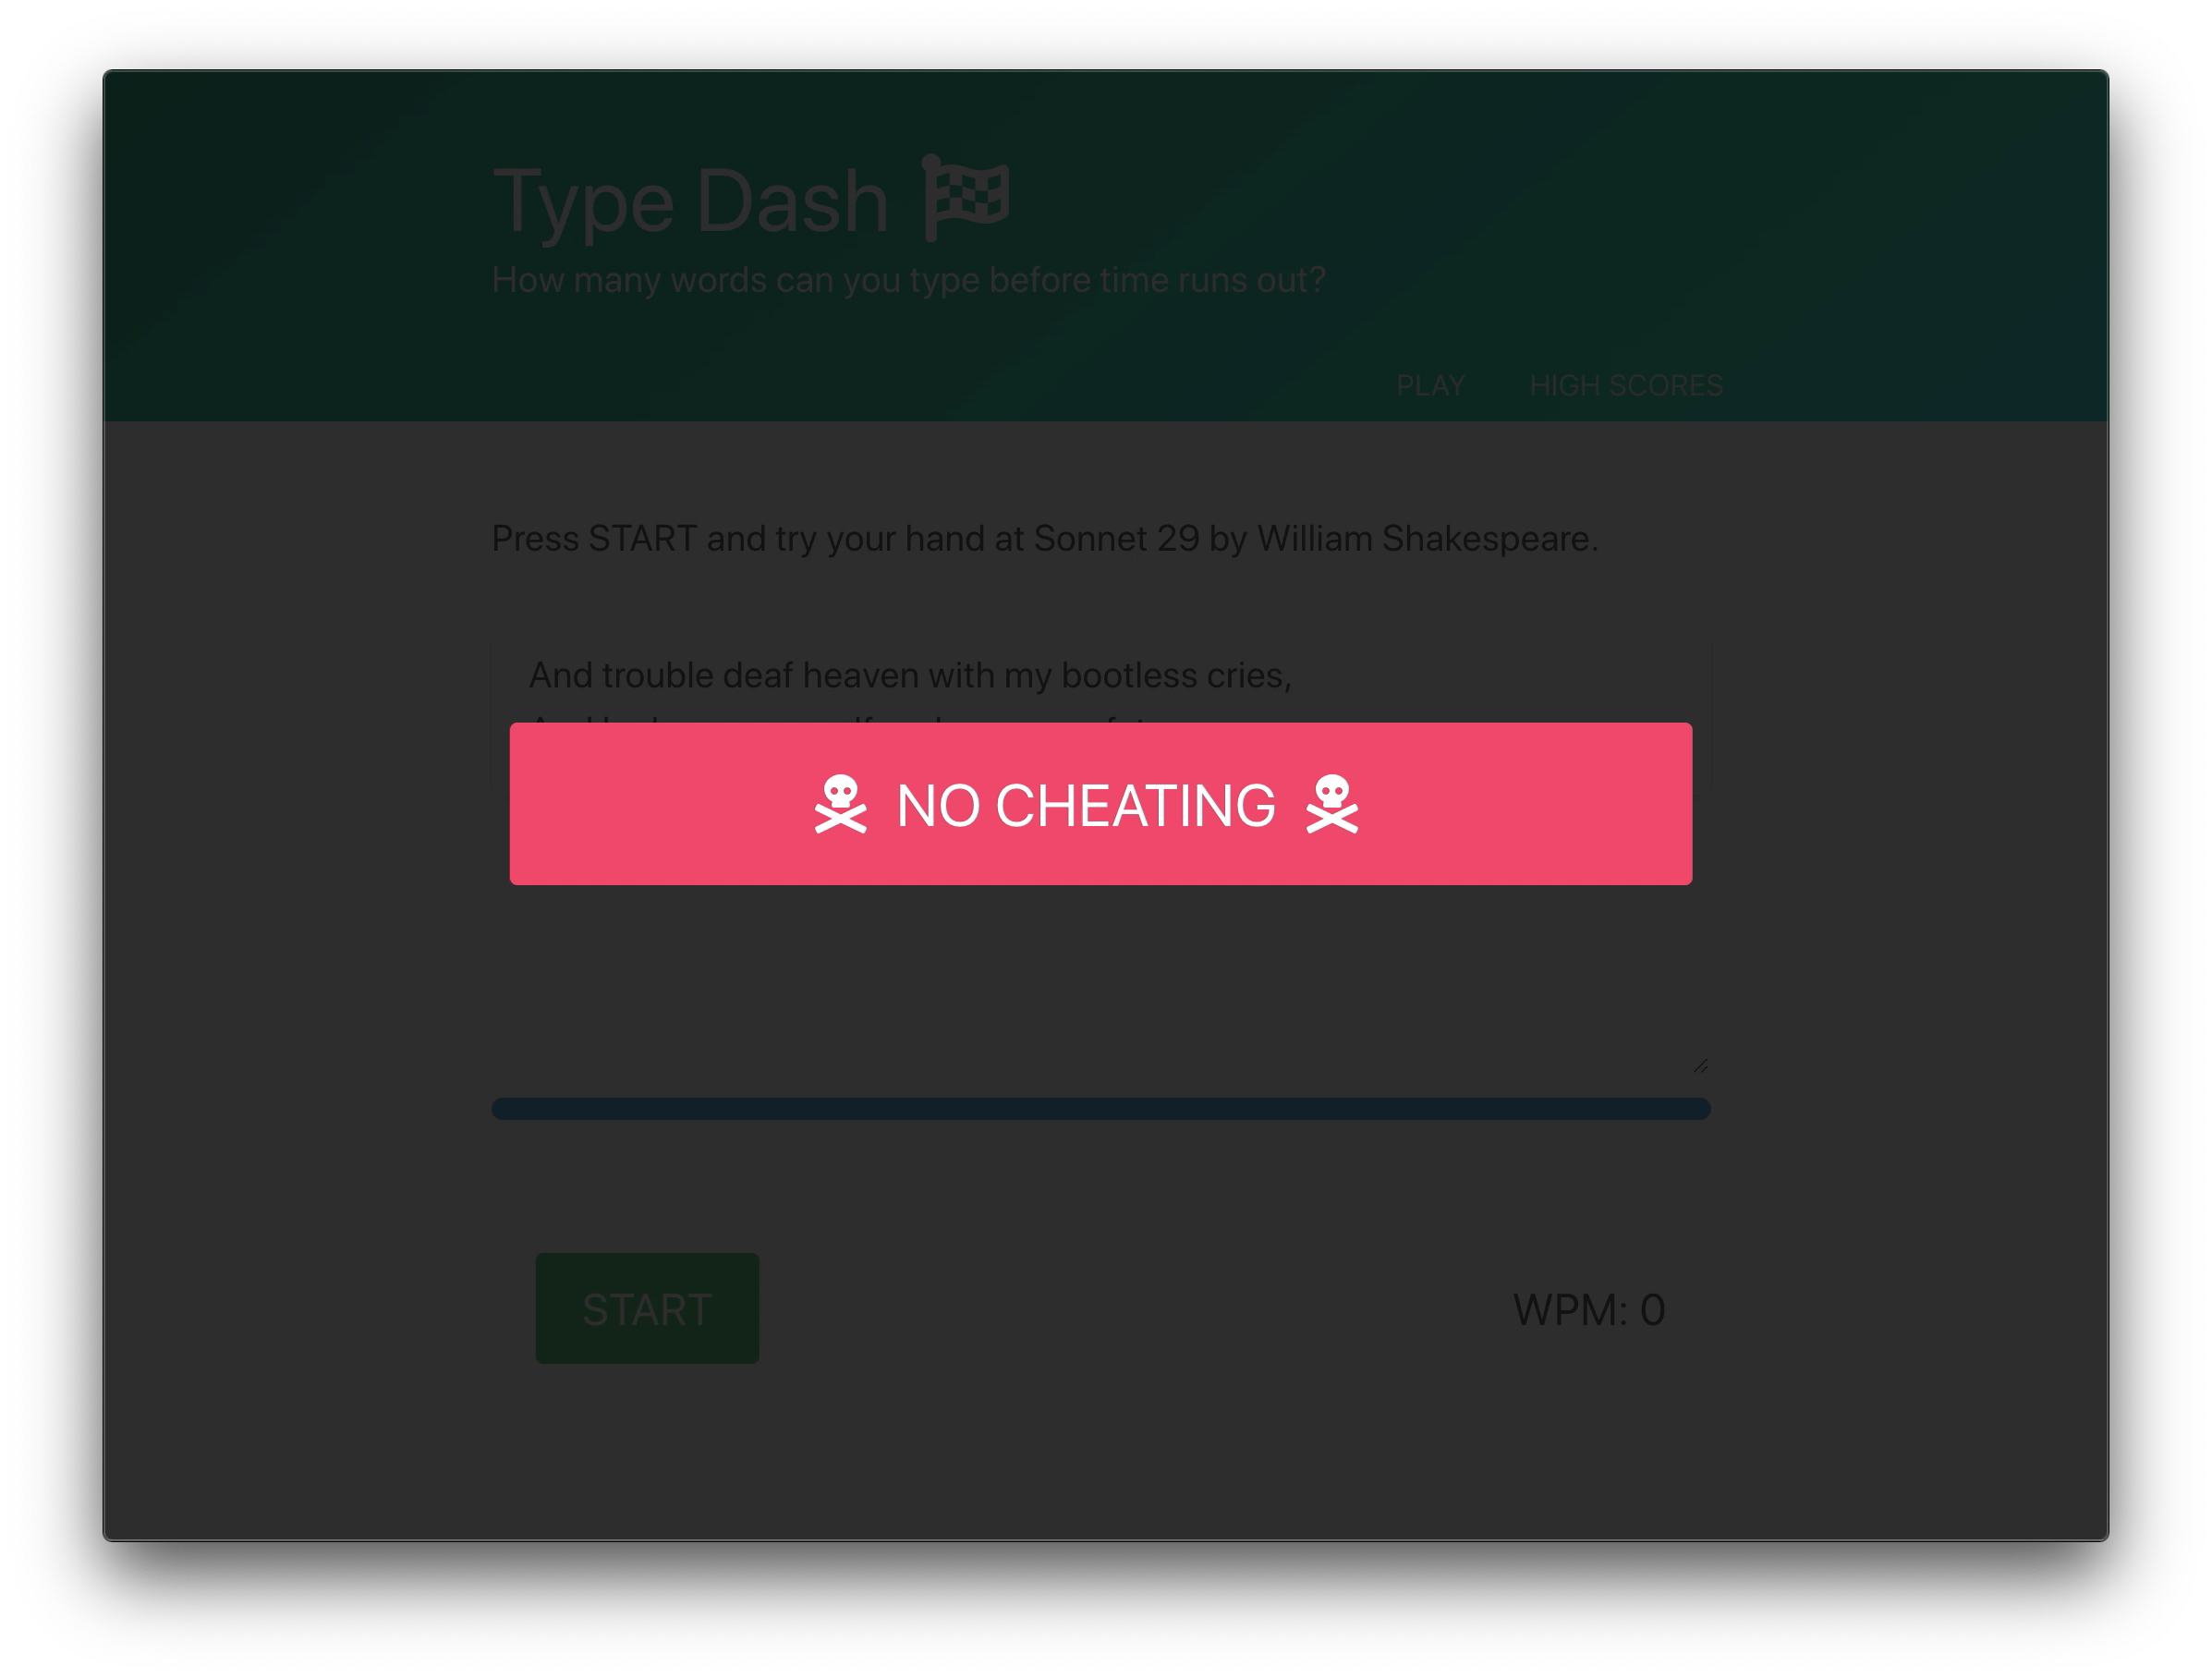 Type Dash
How many words can you type before time runs out?
PLAY HIGH SCORES
Press START and try your hand at Sonnet 29 by William Shakespeare.
And trouble deaf heaven with my bootless cries,
NO CHEATING
START WPM: 0